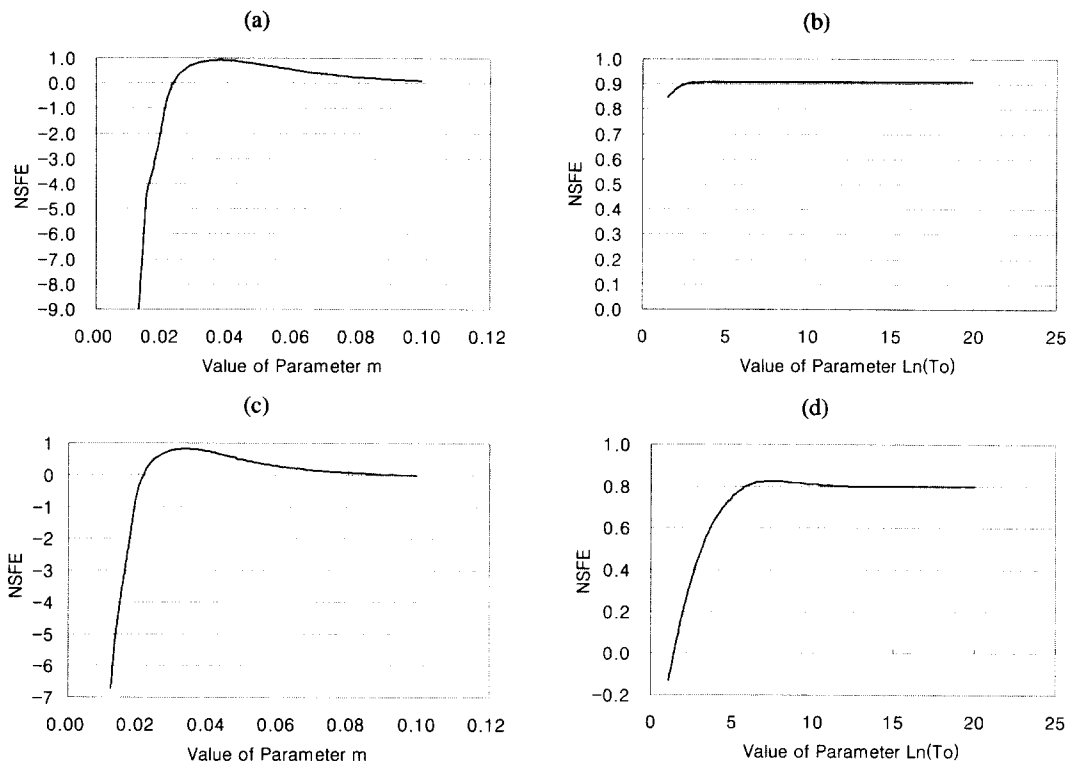 (a)
1.0
0.0
−1.0
−2.0
−3.0
−4.0
−5.0
−6.0
−7.0
−8.0
−9.0
NSFE
0.00 0.02 0.04 0.06 0.08 0.10 0.12
Value of Parameter m
(b)
1.0
0.9
0.8
0.7
0.6
0.5
0.4
0.3
0.2
0.1
0.0
NSFE
0 5 10 15 20 25
Value of Parameter Ln(To)
(c)
1
0
−1
−2
−3
−4
−5
−6
−7
NSFE
0.00 0.02 0.04 0.06 0.08 0.10 0.12
Value of Parameter m
(d)
1.0
0.8
0.6
0.4
0.2
0.0
−0.2
NSFE
0 5 10 15 20 25
Value of Parameter Ln(To)